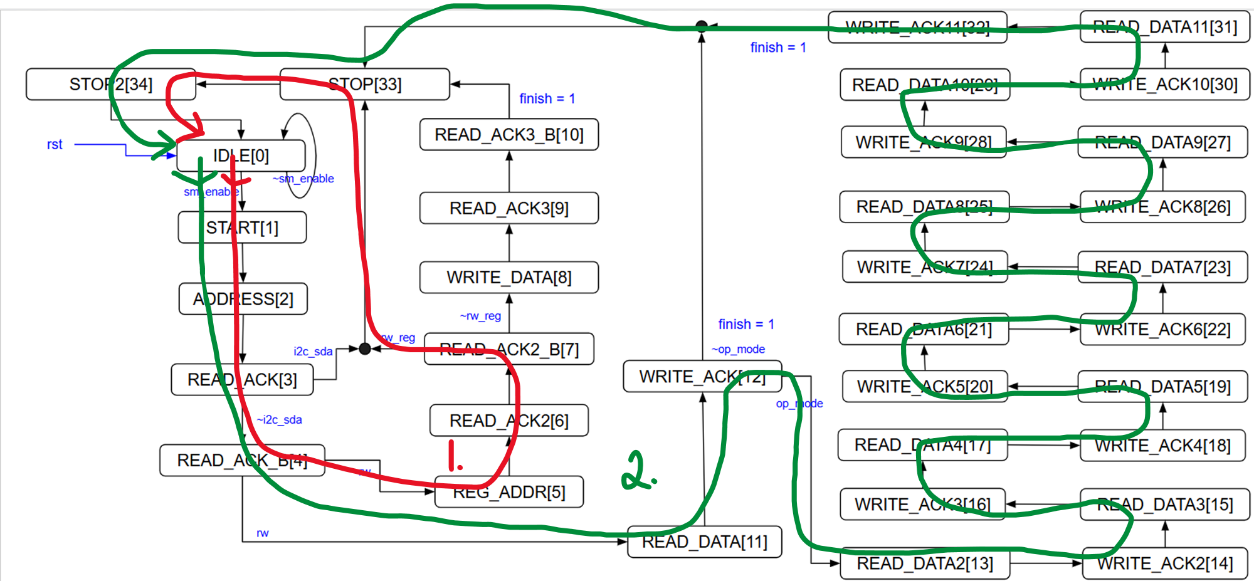 WRITE_ACK11[32]
READ_DATA11[31]
finish = 1
STOP2[34]
STOP[33]
READ_DATA10[29]
WRITE_ACK10[30]
finish = 1
READ_ACK3_B[10]
WRITE_ACK9[28]
READ_DATA9[27]
rst
IDLE[0]
~sm_enable
sm_enable
READ_ACK3[9]
READ_DATA8[25]
WRITE_ACK8[26]
START[1]
WRITE_DATA[8]
WRITE_ACK7[24]
READ_DATA7[23]
ADDRESS[2]
~rw_reg
finish = 1
READ_DATA6[21]
WRITE_ACK6[22]
rw_reg
i2c_sda
READ_ACK2_B[7]
~op_mode
READ_ACK[3]
WRITE_ACK[12]
WRITE_ACK5[20]
READ_DATA5[19]
op_mode
~i2c_sda
READ_ACK2[6]
READ_DATA4[17]
WRITE_ACK4[18]
READ_ACK_B[4]
1.
2.
REG_ADDR[5]
WRITE_ACK3[16]
READ_DATA3[15]
rw
READ_DATA[11]
READ_DATA2[13]
WRITE_ACK2[14]